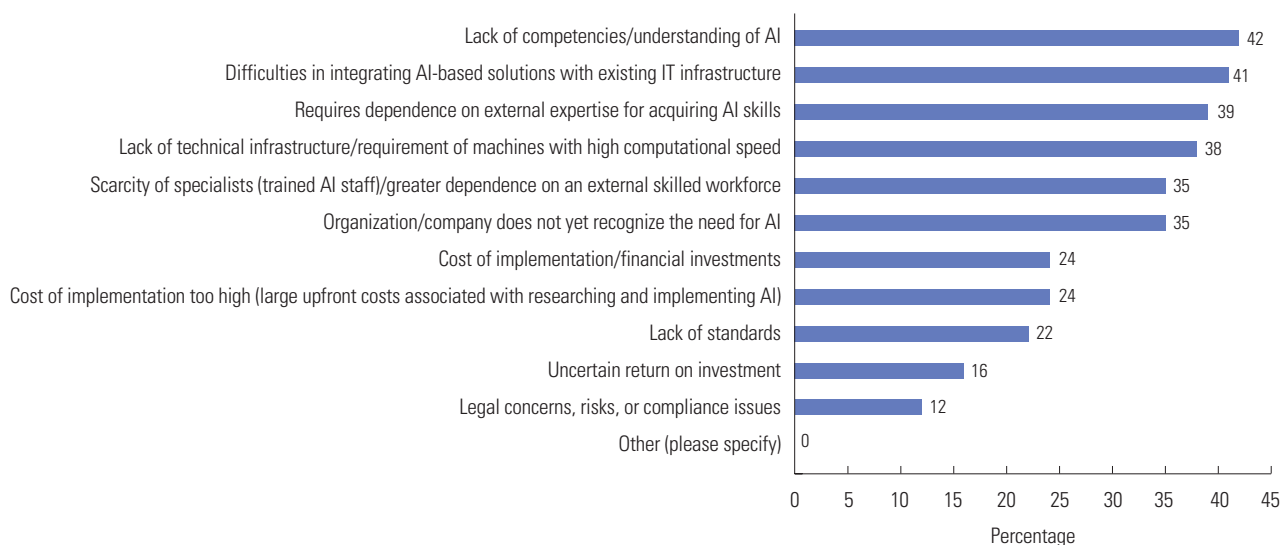 Lack of competencies/understanding of AI 42
Difficulties in integrating AI-based solutions with existing IT infrastructure 41
Requires dependence on external expertise for acquiring AI skills 39
Lack of technical infrastructure/requirement of machines with high computational speed 38
Scarcity of specialists (trained AI staff)/greater dependence on an external skilled workforce 35
Organization/company does not yet recognize the need for AI 35
Cost of implementation/financial investments 24
Cost of implementation too high (large upfront costs associated with researching and implementing AI) 24
Lack of standards 22
Uncertain return on investment 16
Legal concerns, risks, or compliance issues 12
Other (please specify) 0
0 5 10 15 20 25 30 35 40 45
Percentage